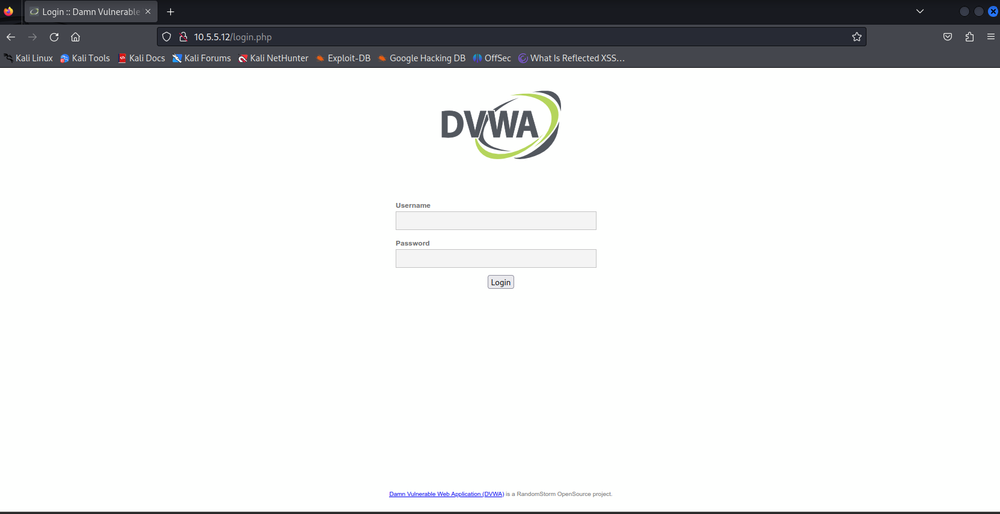 Login :: Damn Vulnerable
10.5.5.12/login.php
Kali Linux Kali Tools Kali Docs Kali Forums Kali NetHunter Exploit-DB Google Hacking DB OffSec What Is Reflected XSS...
DVWA
Username
Password
Login
Damn Vulnerable Web Application (DVWA) is a RandomStorm OpenSource project.